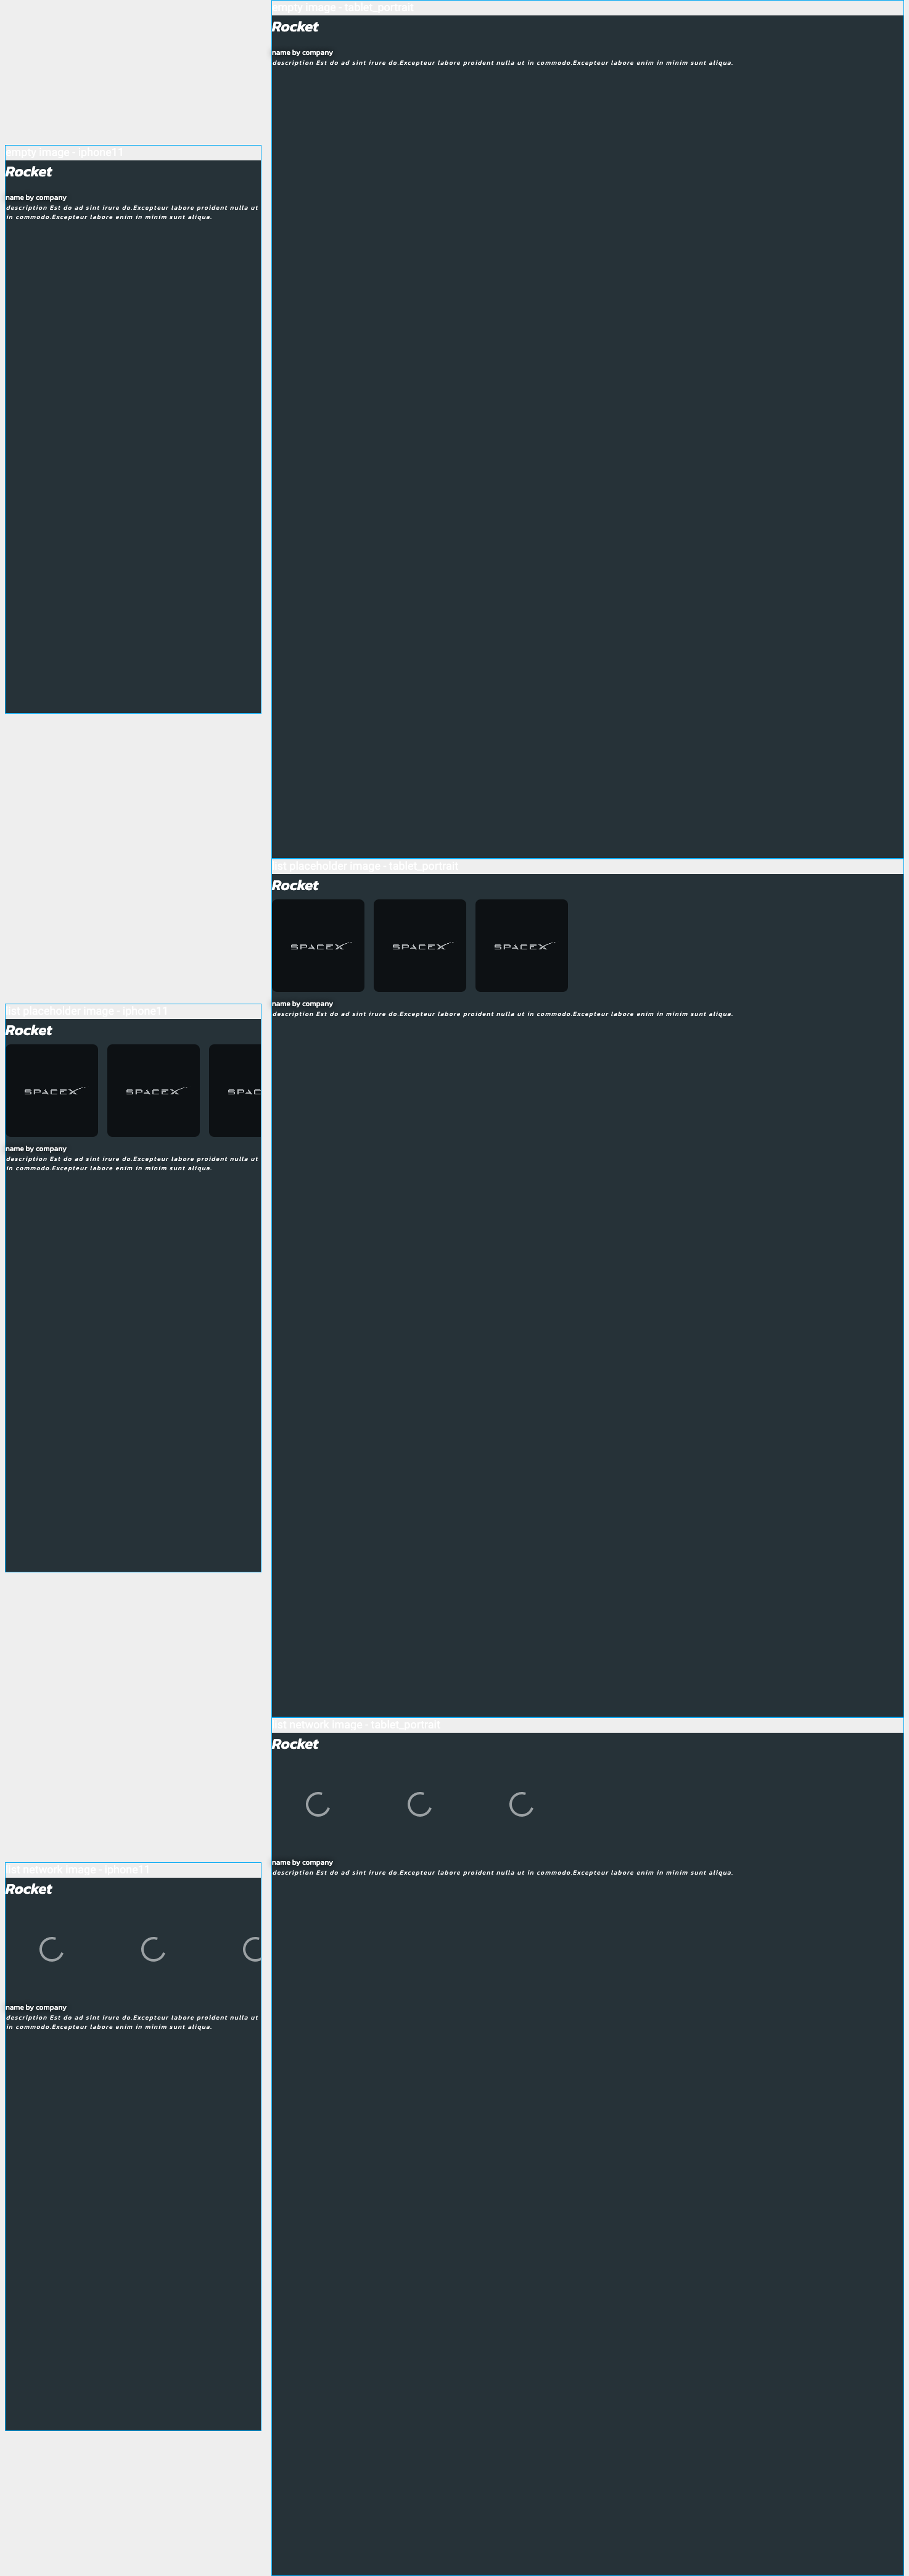 empty image - tablet_portrait
Rocket
name by company
description Est do ad sint irure do.Excepteur labore proident nulla ut in commodo.Excepteur labore enim in minim sunt aliqua.
empty image - iphone11
Rocket
name by company
description Est do ad sint irure do.Excepteur labore proident nulla ut
in commodo.Excepteur labore enim in minim sunt aliqua.
list placeholder image - tablet_portrait
Rocket
SPACEX SPACEX SPACEX
name by company
description Est do ad sint irure do.Excepteur labore proident nulla ut in commodo.Excepteur labore enim in minim sunt aliqua.
list placeholder image - iphone11
Rocket
SPACEX SPACEX SPACE
name by company
description Est do ad sint irure do.Excepteur labore proident nulla ut
in commodo.Excepteur labore enim in minim sunt aliqua.
list network image - tablet_portrait
Rocket
name by company
description Est do ad sint irure do.Excepteur labore proident nulla ut in commodo.Excepteur labore enim in minim sunt aliqua.
list network image - iphone11
Rocket
name by company
description Est do ad sint irure do.Excepteur labore proident nulla ut
in commodo.Excepteur labore enim in minim sunt aliqua.